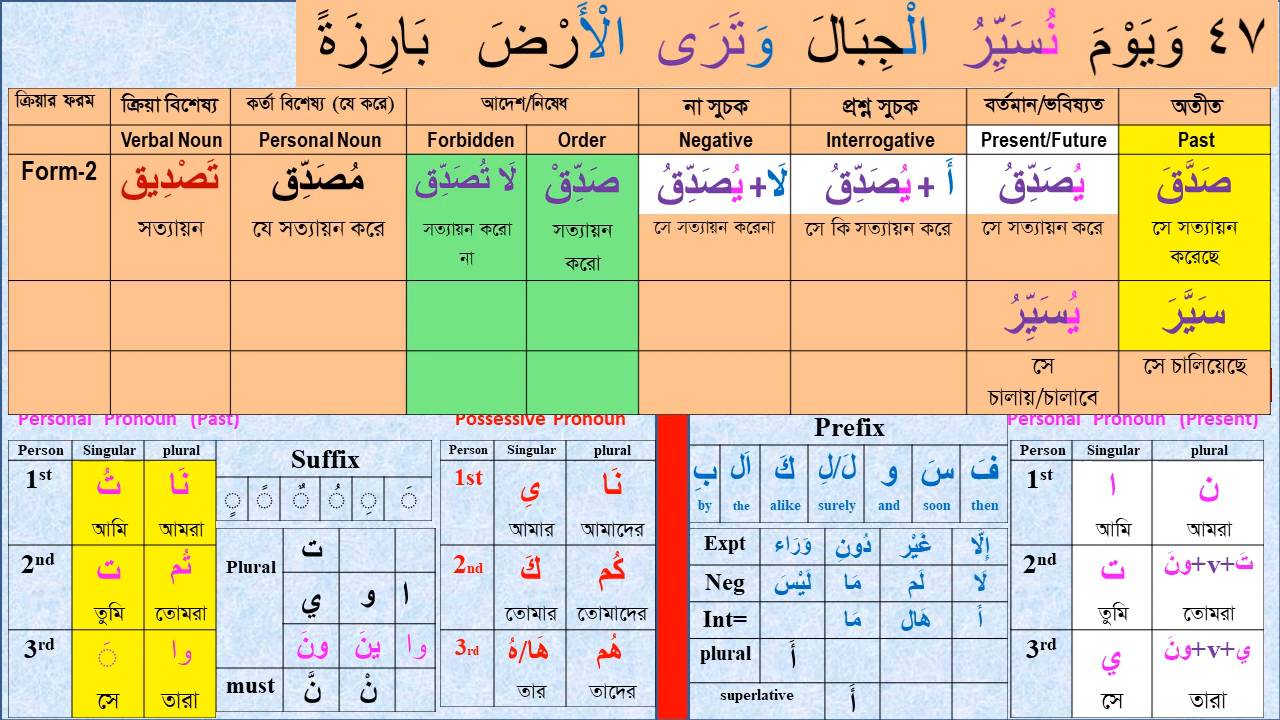 ٤٧ وَيَوْمَ نُسَيِّرُ الْجِبَالَ وَتَرَى الْأَرْضَ بَارِزَةً
ক্রিয়ার ফরম ক্রিয়া বিশেষ্য কর্তা বিশেষ্য (যে করে) আদেশ/নিষেধ না সুচক প্রশ্ন সুচক বর্তমান/ভবিষ্যত অতীত
Verbal Noun Personal Noun Forbidden Order Negative Interrogative Present/Future Past
Form-2 تَصْدِيق مُصَدِّق لَا تُصَدِّق صَدِّقْ لَا+ يُصَدِّقُ أَ + يُصَدِّقُ يُصَدِّقُ صَدَّقَ
সত্যায়ন যে সত্যায়ন করে সত্যায়ন করো সত্যায়ন সে সত্যায়ন করেনা সে কি সত্যায়ন করে সে সত্যায়ন করে সে সত্যায়ন
না করো করেছে
يُسَيِّرُ سَيَّرَ
সে সে চালিয়েছে
চালায়/চালাবে
Personal Pronoun (Past) Possessive Pronoun Prefix Personal Pronoun (Present)
Person Singular plural Suffix Person Singular plural Person Singular plural
1st تُ نَا 1st ي نَا بِ اَل كَ لَ/لِ و سَ فَ 1st ا ن
by the alike surely and soon then
আমি আমরা আমার আমাদের আমি আমরা
Expt وَرَاء دُونِ غَيْر إِلَّا
2nd ت تُم Plural ت 2nd كَ كُم Neg لَيْسَ مَا لَم لَا 2nd ت تَ+v+ونَ
ي و ا
তুমি তোমরা তোমার তোমাদের Int= مَا هَال أ তুমি তোমরা
3rd َ وا ونَ ينَ وا 3rd هَا/هُ هُم plural أَ 3rd ي ي+v+ونَ
must نَّ نْ superlative أَ
সে তারা তার তাদের সে তারা